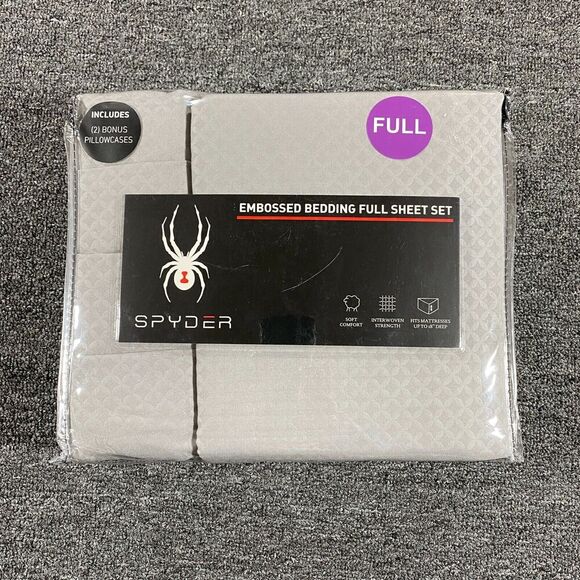 INCLUDES
(2) BONUS
PILLOWCASES
FULL
EMBOSSED BEDDING FULL SHEET SET
SPYDER
SOFT
COMFORT
INTERWOVEN
STRENGTH
FITS MATTRESSES
UP TO 18" DEEP